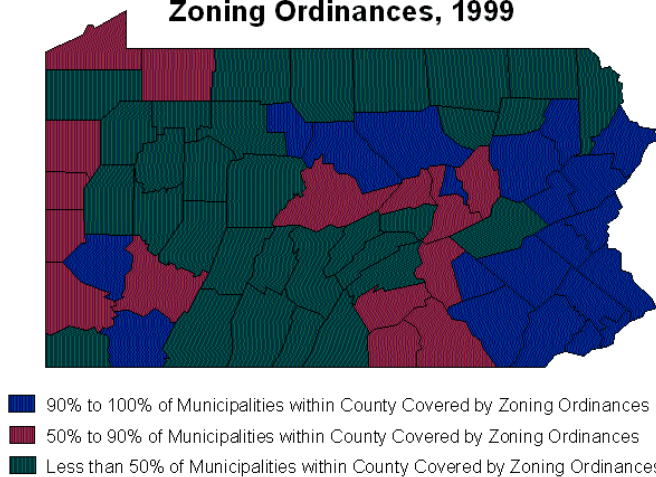 Zoning Ordinances, 1999
90% to 100% of Municipalities within County Covered by Zoning Ordinances
50% to 90% of Municipalities within County Covered by Zoning Ordinances
Less than 50% of Municipalities within County Covered by Zoning Ordinances